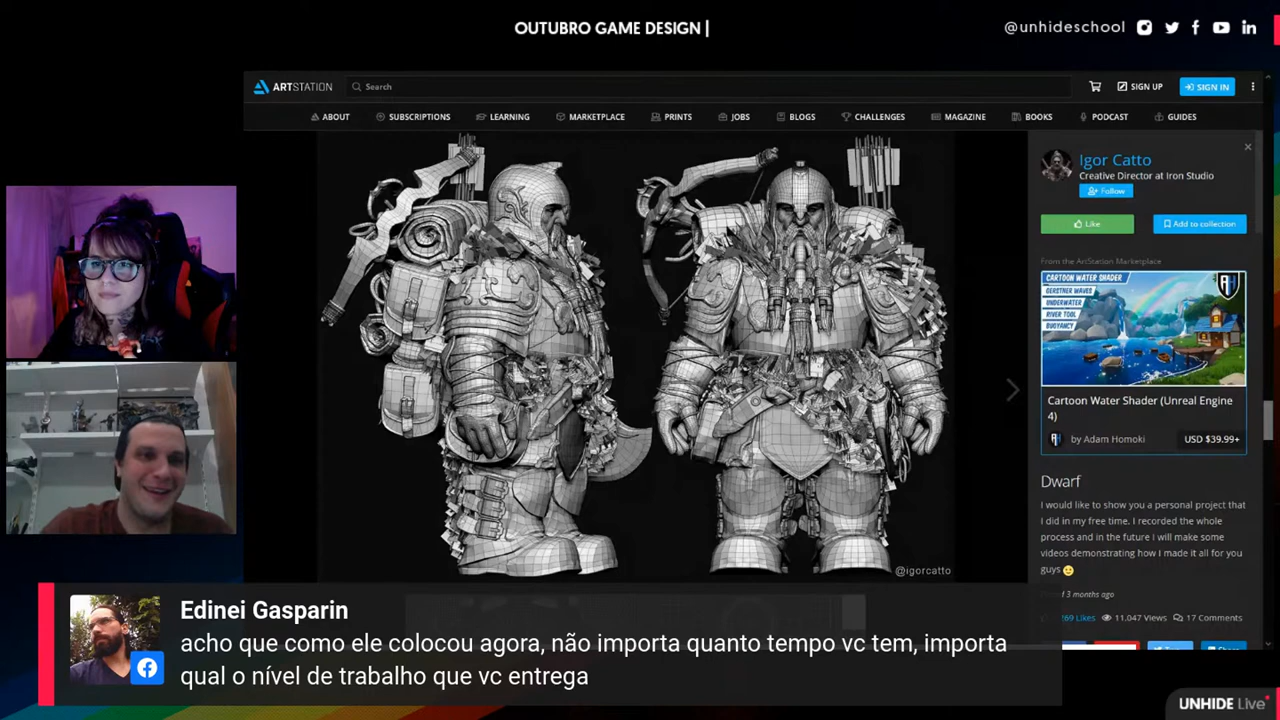 OUTUBRO GAME DESIGN |
@unhideschool
ARTSTATION
Search
SIGN UP
SIGN IN
ABOUT
SUBSCRIPTIONS
LEARNING
MARKETPLACE
PRINTS
JOBS
BLOGS
CHALLENGES
MAGAZINE
BOOKS
PODCAST
GUIDES
Igor Catto
Creative Director at Iron Studio
Follow
Like
Add to collection
From the ArtStation Marketplace
CARTOON WATER SHADER
GERSTNER WAVES
UNDERWATER
RIVER TOOL
BUOYANCY
Cartoon Water Shader (Unreal Engine
4)
by Adam Homoki
USD $39.99+
Dwarf
I would like to show you a personal project that
I did in my free time. I recorded the whole
process and in the future I will make some
videos demonstrating how I made it all for you
guys
3 months ago
269 Likes
11,047 Views
17 Comments
@igorcatto
Edinei Gasparin
acho que como ele colocou agora, não importa quanto tempo vc tem, importa
qual o nível de trabalho que vc entrega
UNHIDE Live